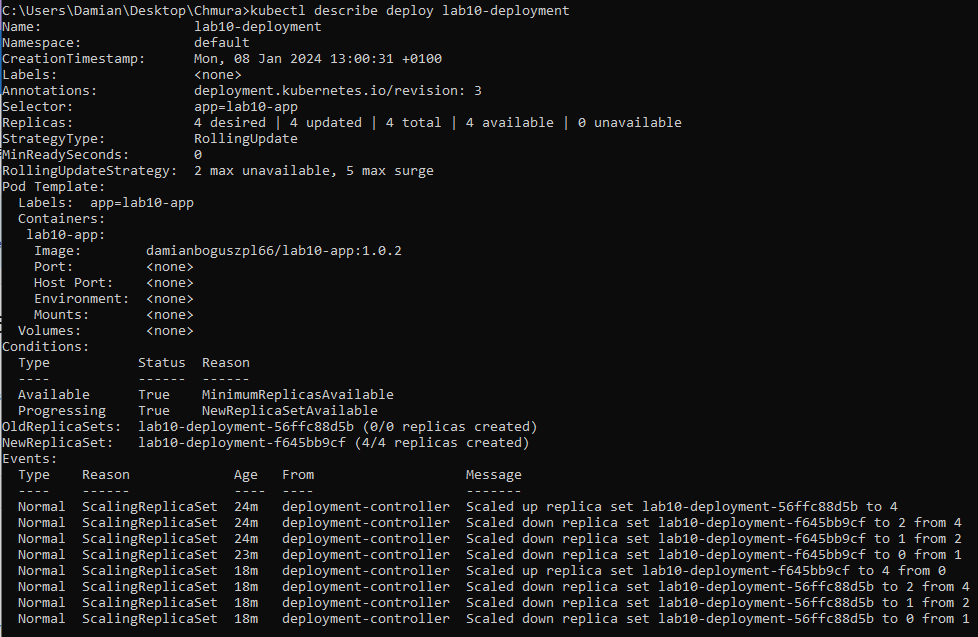 C:\Users\Damian\Desktop\Chmura>kubectl describe deploy lab10-deployment
Name:                   lab10-deployment
Namespace:              default
CreationTimestamp:      Mon, 08 Jan 2024 13:00:31 +0100
Labels:                 <none>
Annotations:            deployment.kubernetes.io/revision: 3
Selector:               app=lab10-app
Replicas:               4 desired | 4 updated | 4 total | 4 available | 0 unavailable
StrategyType:           RollingUpdate
MinReadySeconds:        0
RollingUpdateStrategy:  2 max unavailable, 5 max surge
Pod Template:
  Labels:  app=lab10-app
  Containers:
   lab10-app:
    Image:        damianboguszpl66/lab10-app:1.0.2
    Port:         <none>
    Host Port:    <none>
    Environment:  <none>
    Mounts:       <none>
  Volumes:        <none>
Conditions:
  Type           Status  Reason
  ----           ------  ------
  Available      True    MinimumReplicasAvailable
  Progressing    True    NewReplicaSetAvailable
OldReplicaSets:  lab10-deployment-56ffc88d5b (0/0 replicas created)
NewReplicaSet:   lab10-deployment-f645bb9cf (4/4 replicas created)
Events:
  Type    Reason             Age   From                   Message
  ----    ------             ----  ----                   -------
  Normal  ScalingReplicaSet  24m   deployment-controller  Scaled up replica set lab10-deployment-56ffc88d5b to 4
  Normal  ScalingReplicaSet  24m   deployment-controller  Scaled down replica set lab10-deployment-f645bb9cf to 2 from 4
  Normal  ScalingReplicaSet  24m   deployment-controller  Scaled down replica set lab10-deployment-f645bb9cf to 1 from 2
  Normal  ScalingReplicaSet  23m   deployment-controller  Scaled down replica set lab10-deployment-f645bb9cf to 0 from 1
  Normal  ScalingReplicaSet  18m   deployment-controller  Scaled up replica set lab10-deployment-f645bb9cf to 4 from 0
  Normal  ScalingReplicaSet  18m   deployment-controller  Scaled down replica set lab10-deployment-56ffc88d5b to 2 from 4
  Normal  ScalingReplicaSet  18m   deployment-controller  Scaled down replica set lab10-deployment-56ffc88d5b to 1 from 2
  Normal  ScalingReplicaSet  18m   deployment-controller  Scaled down replica set lab10-deployment-56ffc88d5b to 0 from 1